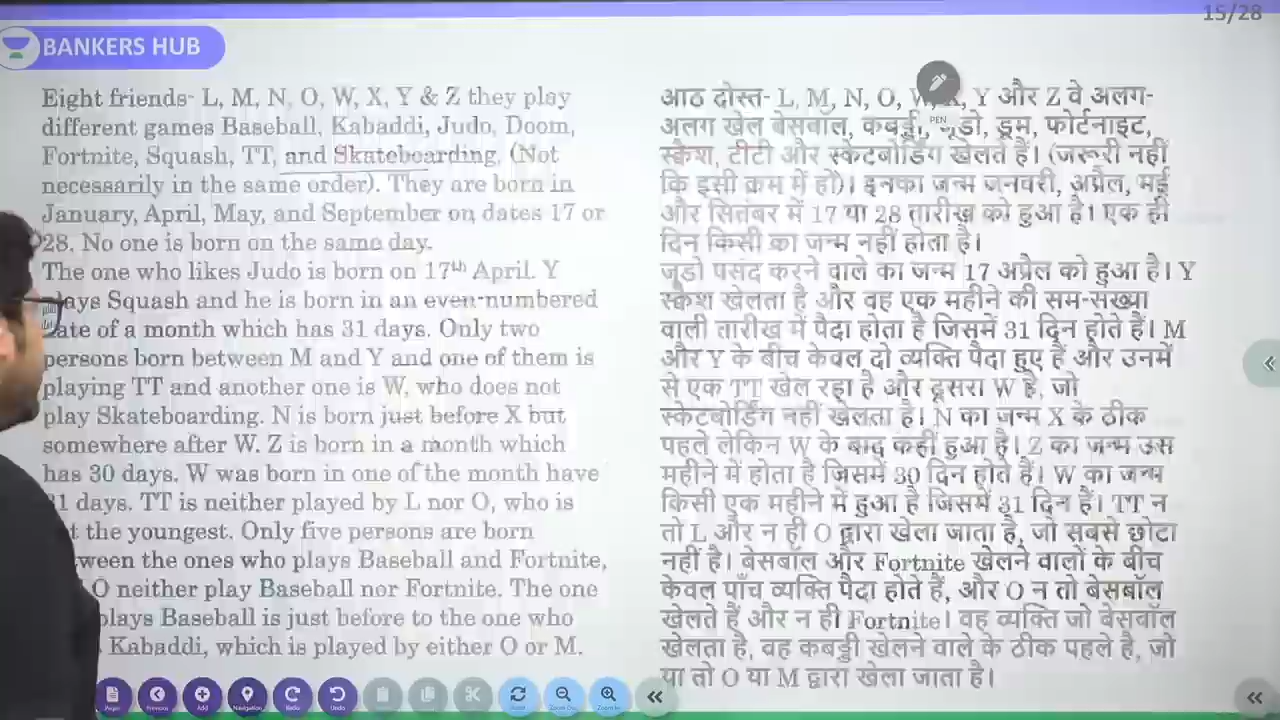 15/28
BANKERS HUB
Eight friends- L, M, N, O, W, X, Y & Z they play
different games Baseball, Kabaddi, Judo, Doom,
Fortnite, Squash, TT, and Skateboarding, (Not
necessarily in the same order). They are born in
January, April, May, and September on dates 17 or
28. No one is born on the same day.
The one who likes Judo is born on 17th April. Y
Squash and he is born in an even-numbered
of a month which has 31 days. Only two
persons born between M and Y and one of them is
playing TT and another one is W, who does not
play Skateboarding. N is born just before X but
somewhere after W. Z is born in a month which
has 30 days. W was born in one of the month have
days. TT is neither played by L nor O, who is
the youngest. Only five persons are born
the ones who plays Baseball and Fortnite,
O neither play Baseball nor Fortnite. The one
plays Baseball is just before to the one who
Kabaddi, which is played by either O or M.
आठ दोस्त- L, M, N, O, W, X, Y और Z वे अलग-
अलग खेल बेसबॉल, कबड्डी, डूम, फोर्टनाइट,
स्कैश, टीटी और स्केटबोर्डिंग खेलते हैं। (जरूरी नहीं
कि इसी क्रम में हो)। इनका जन्म जनवरी, अप्रैल, मई
और सितंबर में 17 या 28 तारीख को हुआ है। एक ही
दिन किसी का जन्म नहीं होता है।
जूडो पसंद करने वाले का जन्म 17 अप्रैल को हुआ है। Y
स्कैश खेलता है और वह एक महीने की सम-संख्या
वाली तारीख में पैदा होता है जिसमें 31 दिन होते हैं। M
और Y के बीच केवल दो व्यक्ति पैदा हुए हैं और उनमें
से एक TT खेल रहा है और दूसरा W है, जो
स्केटबोर्डिंग नहीं खेलता है। N का जन्म X के ठीक
पहले लेकिन W के बाद कहीं हुआ है। Z का जन्म उस
महीने में होता है जिसमें 30 दिन होते हैं। W का जन्म
किसी एक महीने में हुआ है जिसमें 31 दिन हैं। TT न
तो L और न ही O द्वारा खेला जाता है, जो सबसे छोटा
नहीं है। बेसबॉल और Fortnite खेलने वालों के बीच
केवल पाँच व्यक्ति पैदा होते हैं, और O न तो बेसबॉल
खेलते हैं और न ही Fortnite। वह व्यक्ति जो बेसबॉल
खेलता है, वह कबड्डी खेलने वाले के ठीक पहले है, जो
या तो O या M द्वारा खेला जाता है।
PEN
Pages
Previous
Add
Navigation
Redo
Undo
Reset
Zoom Out
Zoom In